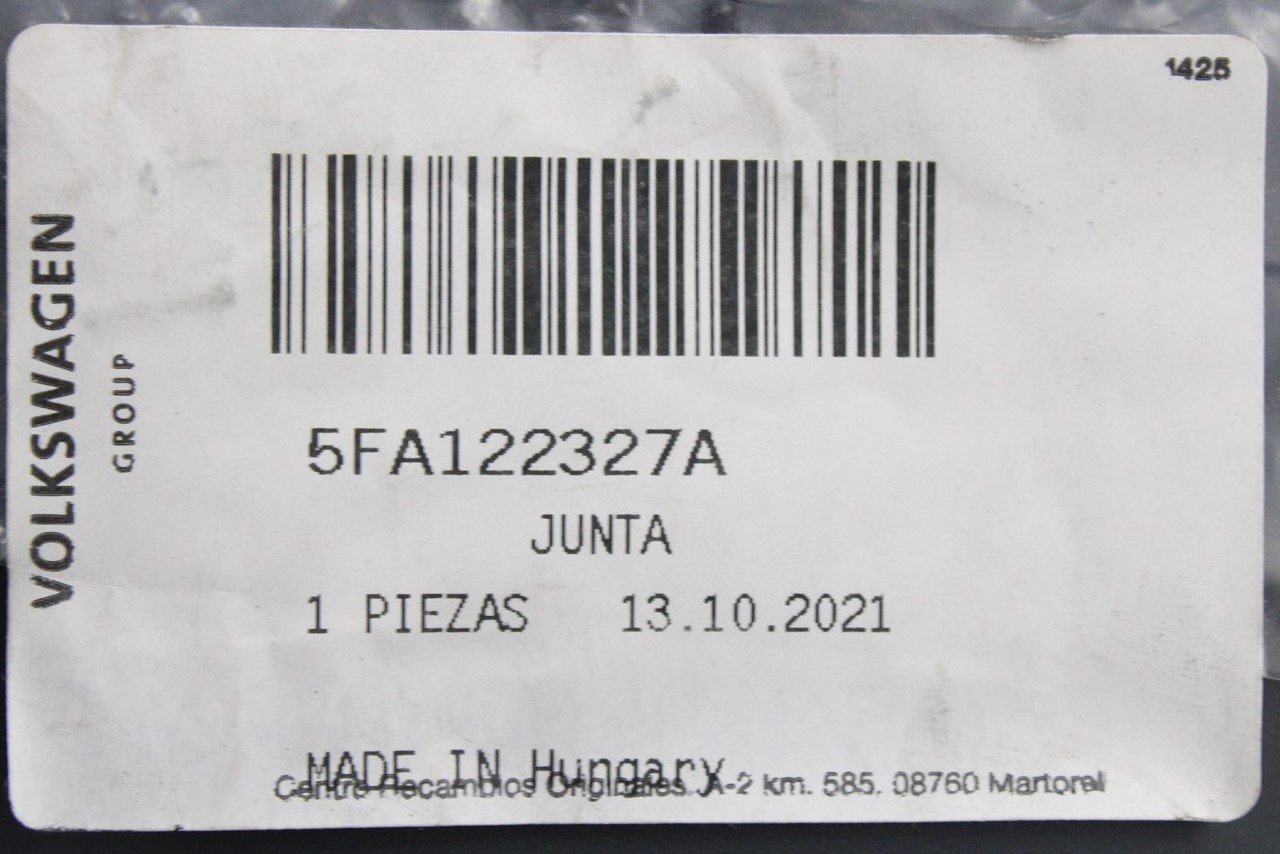 1425
VOLKSWAGEN
GROUP
5FA122327A
JUNTA
1 PIEZAS 13.10.2021
MADE IN Hungary
Centro Recambios Originales. A-2 km. 585. 08760 Martorell